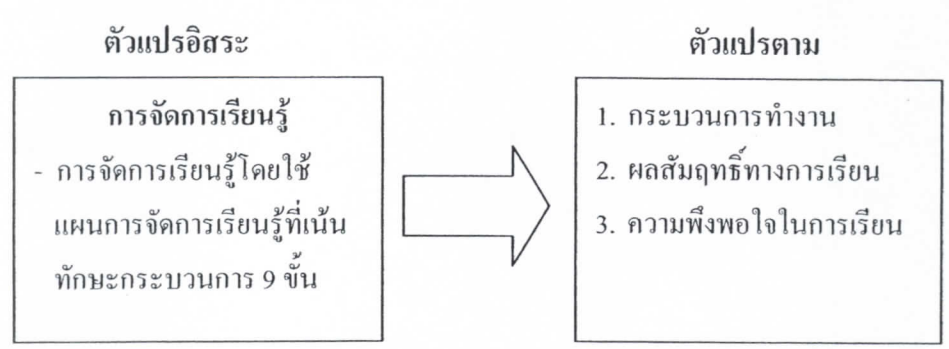 ตัวแปรอิสระ
การจัดการเรียนรู้
- การจัดการเรียนรู้โดยใช้
แผนการจัดการเรียนรู้ที่เน้น
ทักษะกระบวนการ 9 ขั้น
ตัวแปรตาม
1. กระบวนการทำงาน
2. ผลสัมฤทธิ์ทางการเรียน
3. ความพึงพอใจในการเรียน